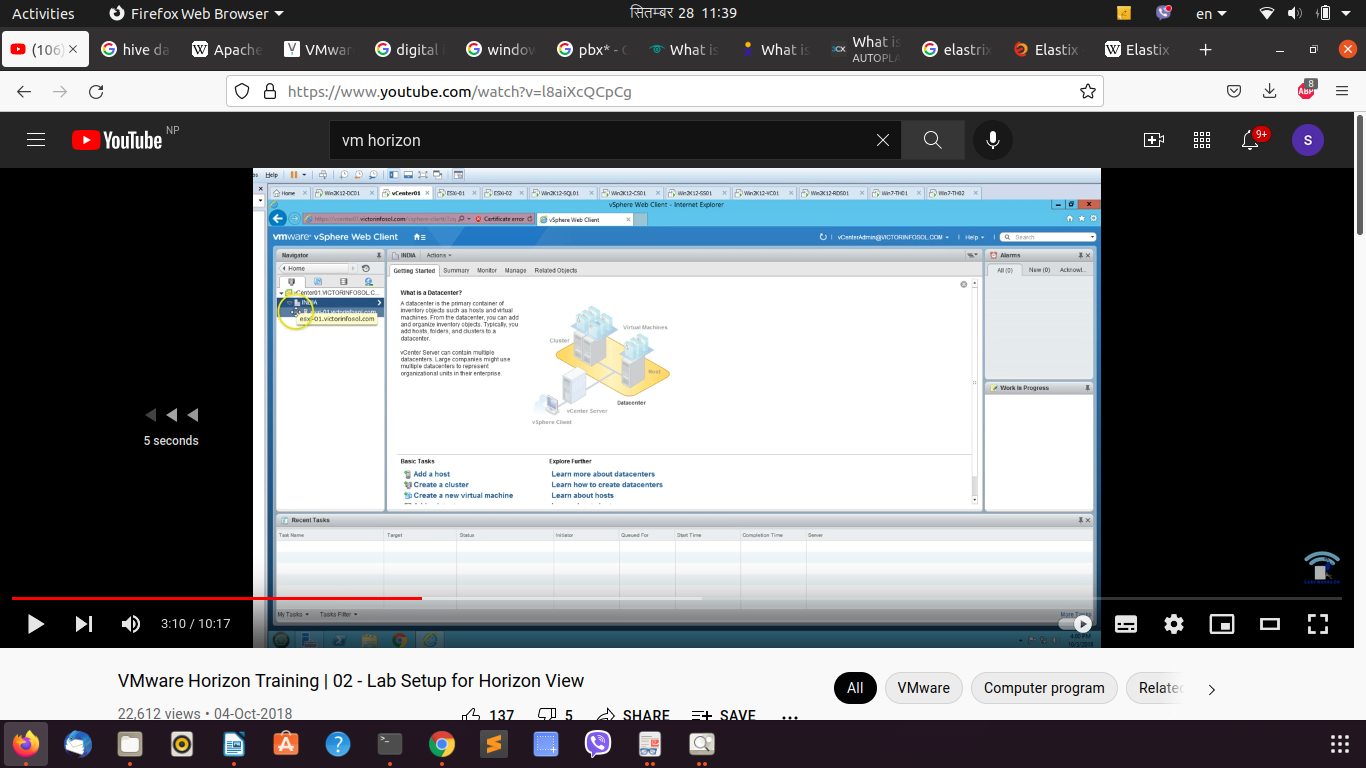 Activities Firefox Web Browser सितम्बर 28 11:39 en
(106) hive da Apache VMwar digital windov pbx* - G What is What is What is elastrix Elastix Elastix
AUTOPLA
https://www.youtube.com/watch?v=l8aiXcQCpCg 8 ABP
YouTube NP vm horizon 9+ S
Help
Home Win2K12-DC01 vCenter01 ESXi-01 ESXi-02 Win2K12-SQL01 Win2K12-CS01 Win2K12-SS01 Win2K12-VC01 Win2K12-RDS01 Win7-TH01 Win7-TH02
vSphere Web Client - Internet Explorer
Certificate error vSphere Web Client
vmware® vSphere Web Client vCenterAdmin@VICTORINFOSOL.COM Help Search
Navigator INDIA Actions Alarms
Home Getting Started Summary Monitor Manage Related Objects All (0) New (0) Acknowl...
vCenter01.VICTORINFOSOL.C...
INDIA
esxi-01.victorinfosol.com
What is a Datacenter?
A datacenter is the primary container of
inventory objects such as hosts and virtual
machines. From the datacenter, you can add
and organize inventory objects. Typically, you
add hosts, folders, and clusters to a
datacenter.
vCenter Server can contain multiple
datacenters. Large companies might use
multiple datacenters to represent
organizational units in their enterprise.
Virtual Machines
Cluster
Host
Datacenter
vCenter Server
vSphere Client
Work In Progress
5 seconds
Basic Tasks Explore Further
Add a host Learn more about datacenters
Create a cluster Learn how to create datacenters
Create a new virtual machine Learn about hosts
Recent Tasks
Task Name Target Status Initiator Queued For Start Time Completion Time Server
My Tasks Tasks Filter More Tasks
3:10 / 10:17 4:00 PM
VMware Horizon Training | 02 - Lab Setup for Horizon View
All VMware Computer program Relate
22,612 views • 04-Oct-2018 137 5 SHARE SAVE